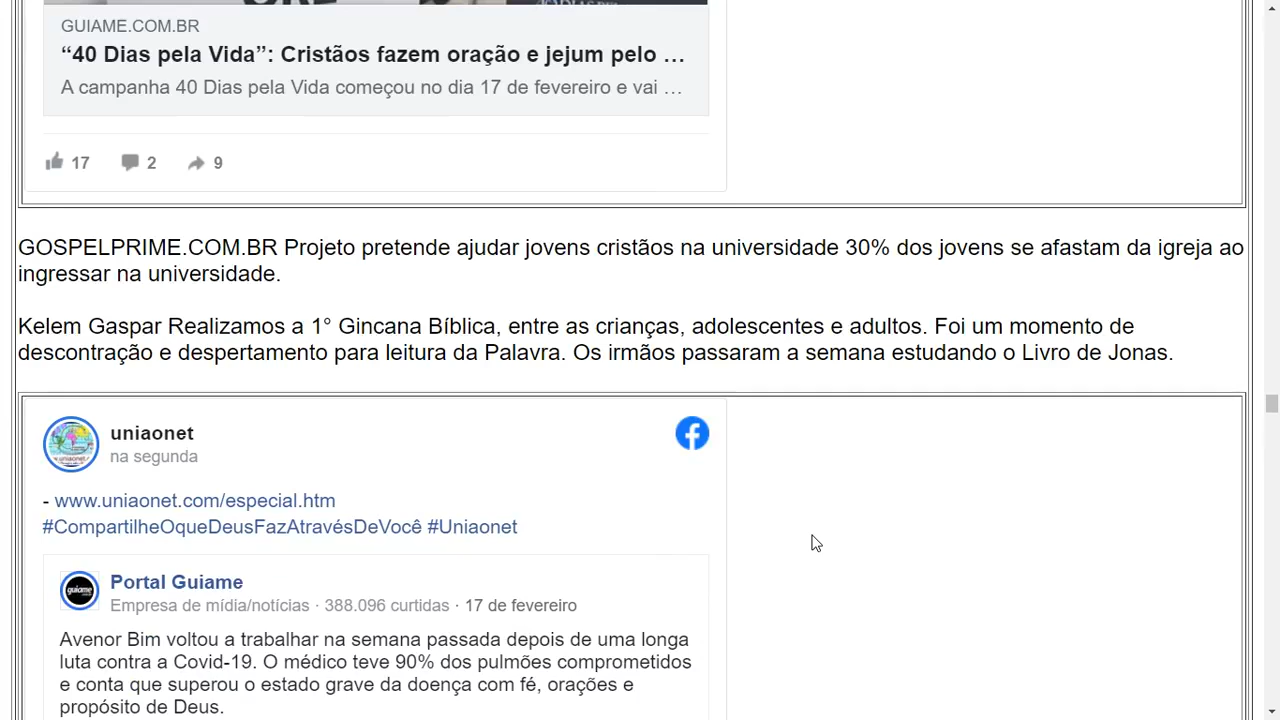 GUIAME.COM.BR
“40 Dias pela Vida”: Cristãos fazem oração e jejum pelo ...
A campanha 40 Dias pela Vida começou no dia 17 de fevereiro e vai ...
17 2 9
GOSPELPRIME.COM.BR Projeto pretende ajudar jovens cristãos na universidade 30% dos jovens se afastam da igreja ao
ingressar na universidade.
Kelem Gaspar Realizamos a 1° Gincana Bíblica, entre as crianças, adolescentes e adultos. Foi um momento de
descontração e despertamento para leitura da Palavra. Os irmãos passaram a semana estudando o Livro de Jonas.
uniaonet
na segunda
- www.uniaonet.com/especial.htm
#CompartilheOqueDeusFazAtravésDeVocê #Uniaonet
guiame
Portal Guiame
Empresa de mídia/notícias · 388.096 curtidas · 17 de fevereiro
Avenor Bim voltou a trabalhar na semana passada depois de uma longa
luta contra a Covid-19. O médico teve 90% dos pulmões comprometidos
e conta que superou o estado grave da doença com fé, orações e
propósito de Deus.